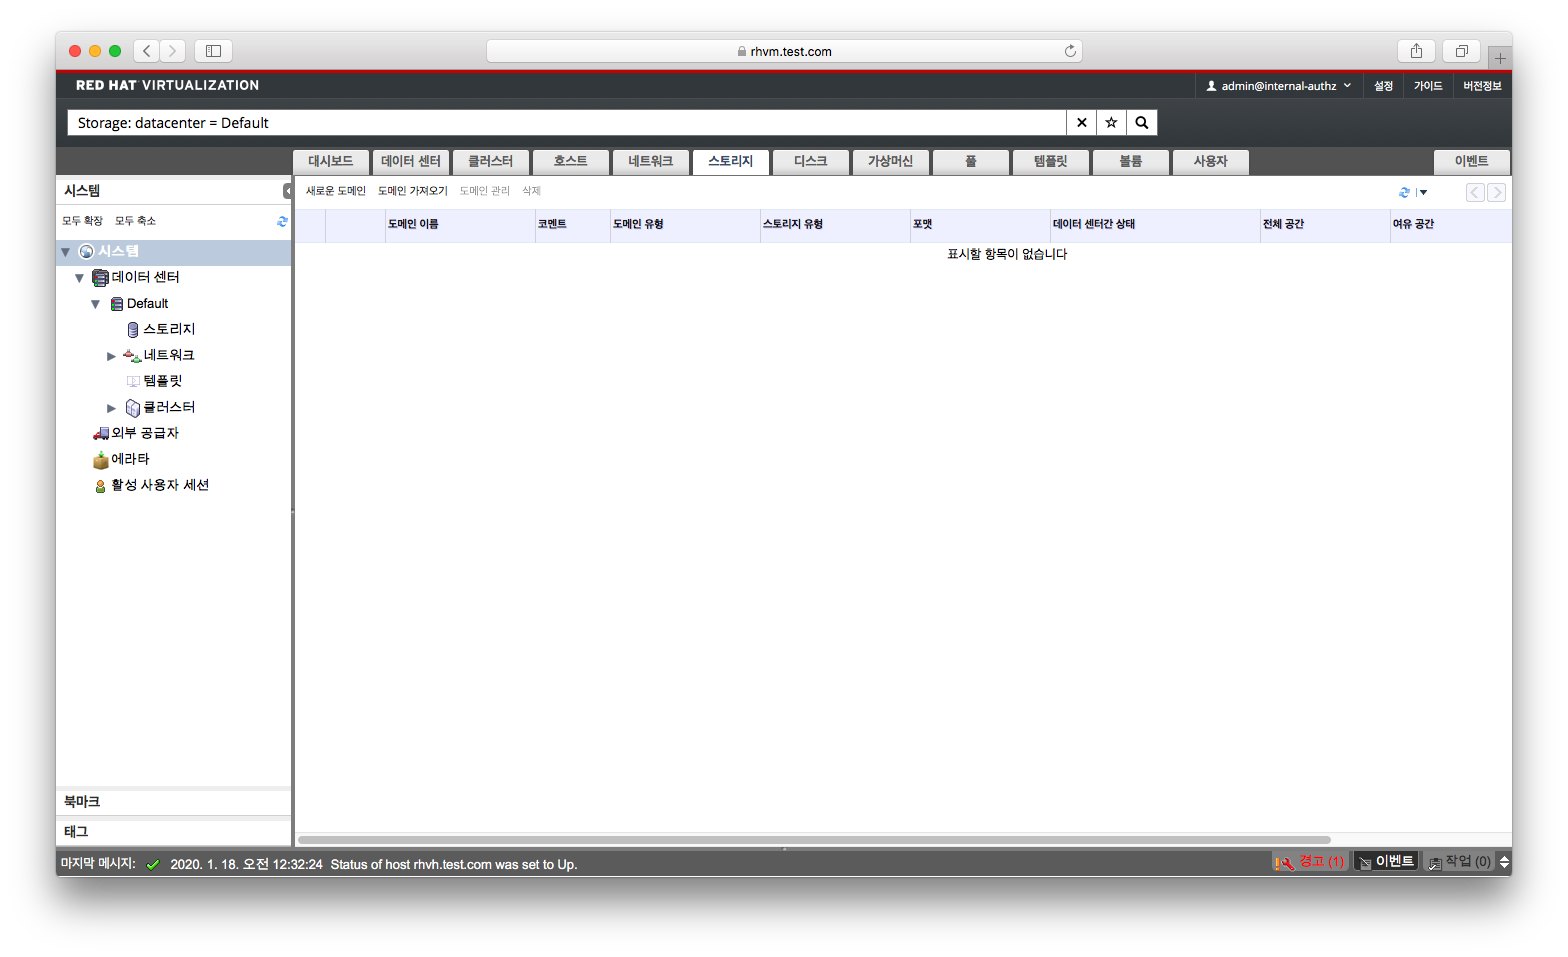 rhvm.test.com
RED HAT VIRTUALIZATION
admin@internal-authz 설정 가이드 버전정보
Storage: datacenter = Default
대시보드 데이터 센터 클러스터 호스트 네트워크 스토리지 디스크 가상머신 풀 템플릿 볼륨 사용자 이벤트
시스템
새로운 도메인 도메인 가져오기 도메인 관리 삭제
모두 확장 모두 축소
도메인 이름 코멘트 도메인 유형 스토리지 유형 포맷 데이터 센터간 상태 전체 공간 여유 공간
표시할 항목이 없습니다
시스템
데이터 센터
Default
스토리지
네트워크
템플릿
클러스터
외부 공급자
에라타
활성 사용자 세션
북마크
태그
마지막 메시지: 2020. 1. 18. 오전 12:32:24 Status of host rhvh.test.com was set to Up.
경고 (1) 이벤트 작업 (0)